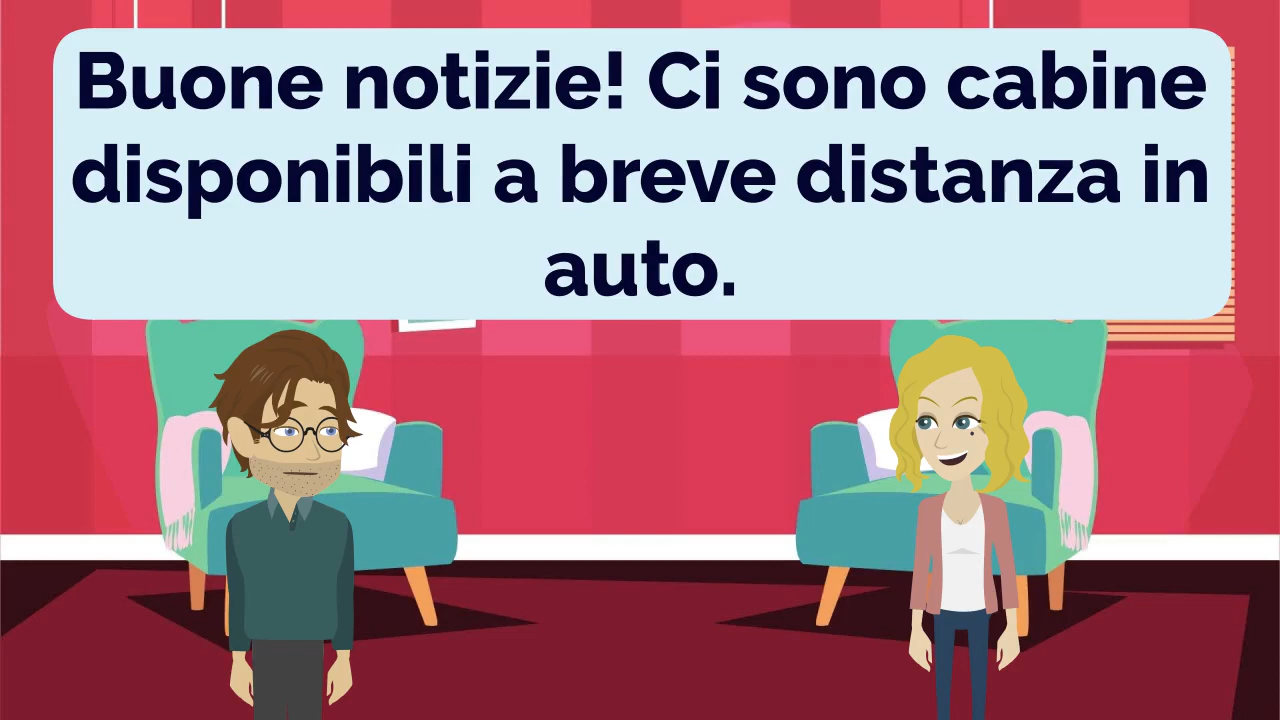 Buone notizie! Ci sono cabine
disponibili a breve distanza in
auto.